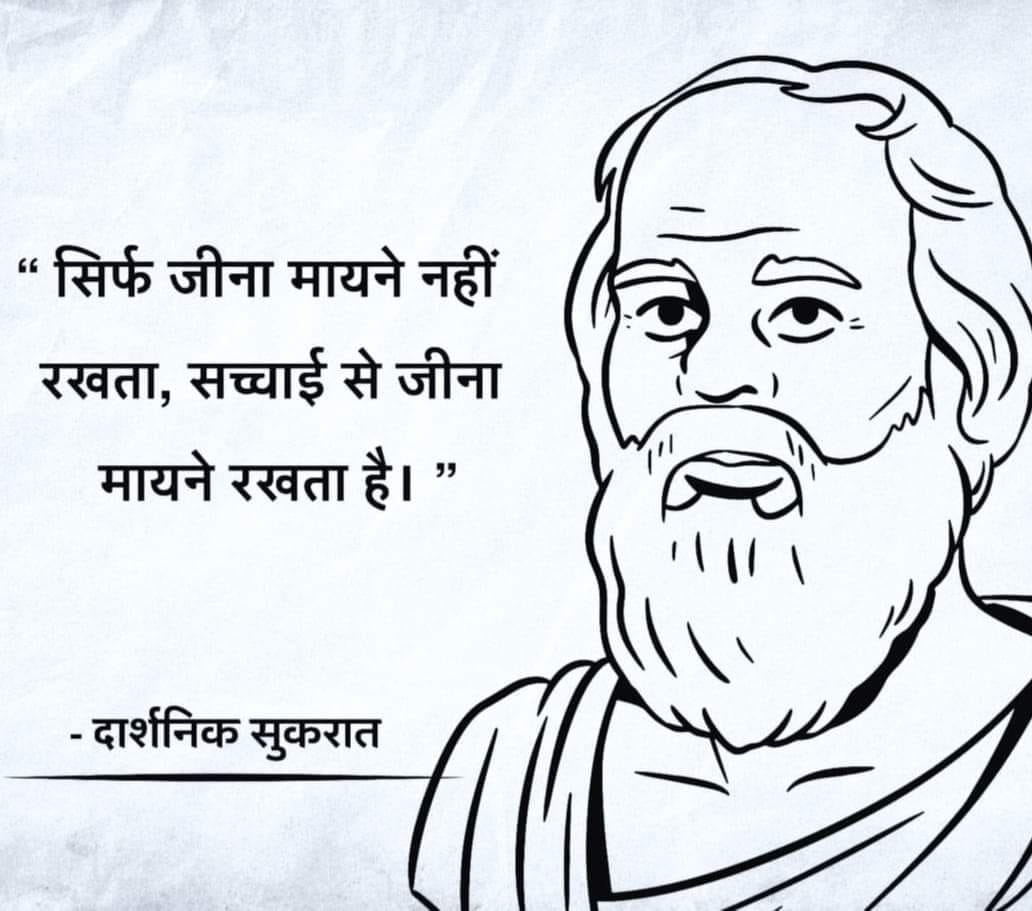 “ सिर्फ जीना मायने नहीं
रखता, सच्चाई से जीना
मायने रखता है। ”
- दार्शनिक सुकरात